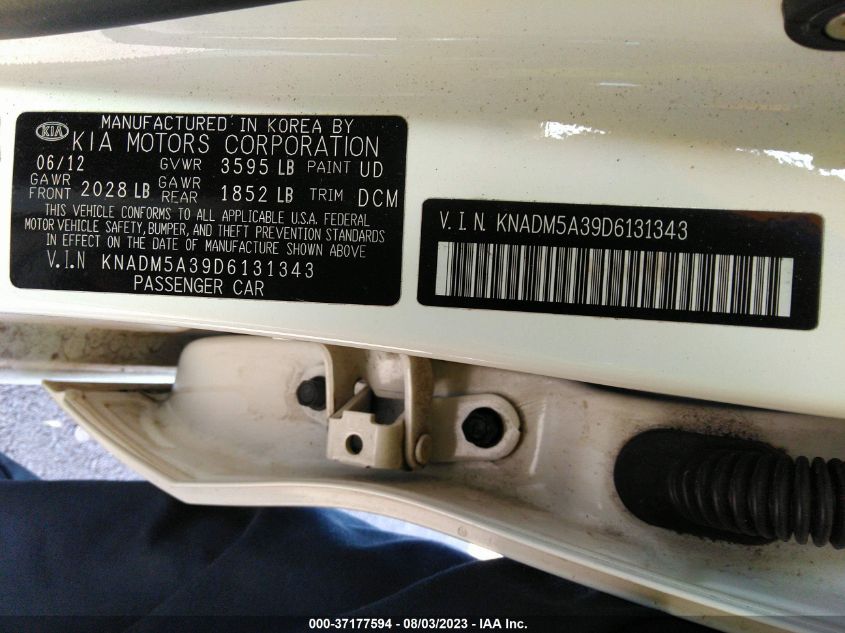 KIA
MANUFACTURED IN KOREA BY
KIA MOTORS CORPORATION
06/12 GVWR 3595 LB PAINT UD
GAWR FRONT 2028 LB GAWR REAR 1852 LB TRIM DCM
THIS VEHICLE CONFORMS TO ALL APPLICABLE U.S.A. FEDERAL
MOTOR VEHICLE SAFETY, BUMPER, AND THEFT PREVENTION STANDARDS
IN EFFECT ON THE DATE OF MANUFACTURE SHOWN ABOVE
V.I.N KNADM5A39D6131343
PASSENGER CAR
V.I.N. KNADM5A39D6131343
000-37177594 - 08/03/2023 - IAA Inc.